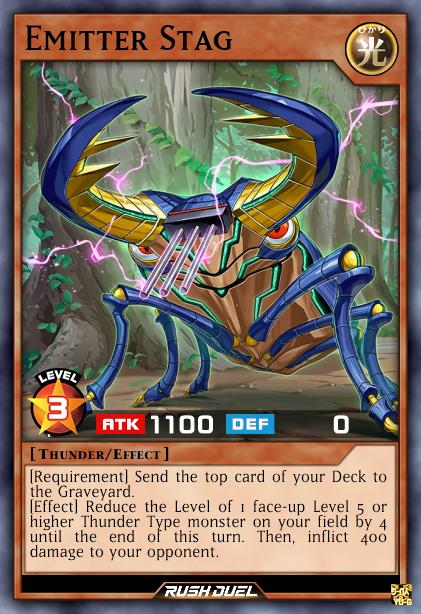 EMITTER STAG
ひかり
光
LEVEL
3
ATK 1100 DEF 0
[THUNDER/EFFECT]
[Requirement] Send the top card of your Deck to
the Graveyard.
[Effect] Reduce the Level of 1 face-up Level 5 or
higher Thunder Type monster on your field by 4
until the end of this turn. Then, inflict 400
damage to your opponent.
RUSH DUEL